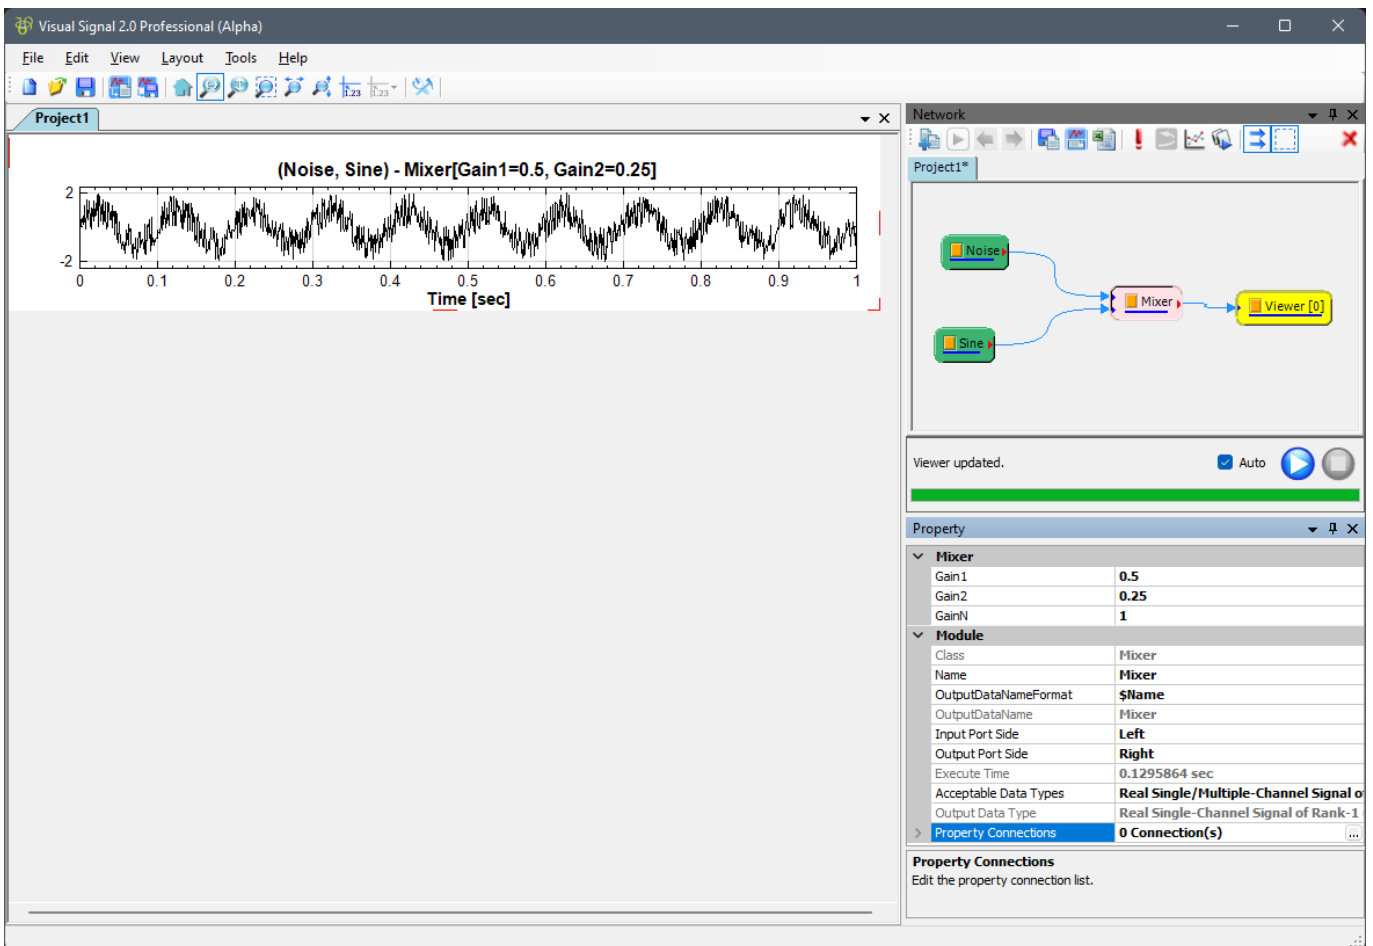 Visual Signal 2.0 Professional (Alpha)
File Edit View Layout Tools Help
1.23 1.23
Project1
(Noise, Sine) - Mixer[Gain1=0.5, Gain2=0.25]
2
-2
0 0.1 0.2 0.3 0.4 0.5 0.6 0.7 0.8 0.9 1
Time [sec]
Network
Project1*
Noise
Mixer
Viewer [0]
Sine
Viewer updated.
Auto
Property
Mixer
Gain1 0.5
Gain2 0.25
GainN 1
Module
Class Mixer
Name Mixer
OutputDataNameFormat $Name
OutputDataName Mixer
Input Port Side Left
Output Port Side Right
Execute Time 0.1295864 sec
Acceptable Data Types Real Single/Multiple-Channel Signal o
Output Data Type Real Single-Channel Signal of Rank-1
Property Connections 0 Connection(s) ...
Property Connections
Edit the property connection list.